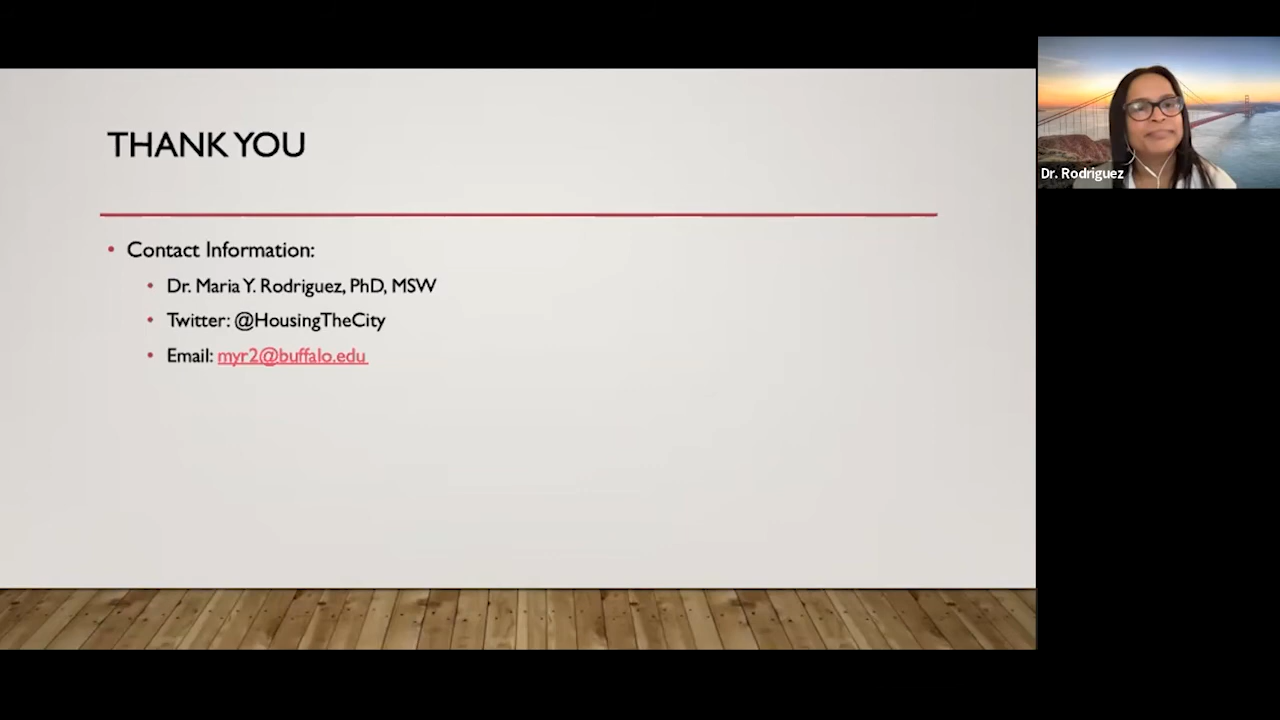 THANK YOU
Contact Information:
Dr. Maria Y. Rodriguez, PhD, MSW
Twitter: @HousingTheCity
Email: myr2@buffalo.edu
Dr. Rodriguez